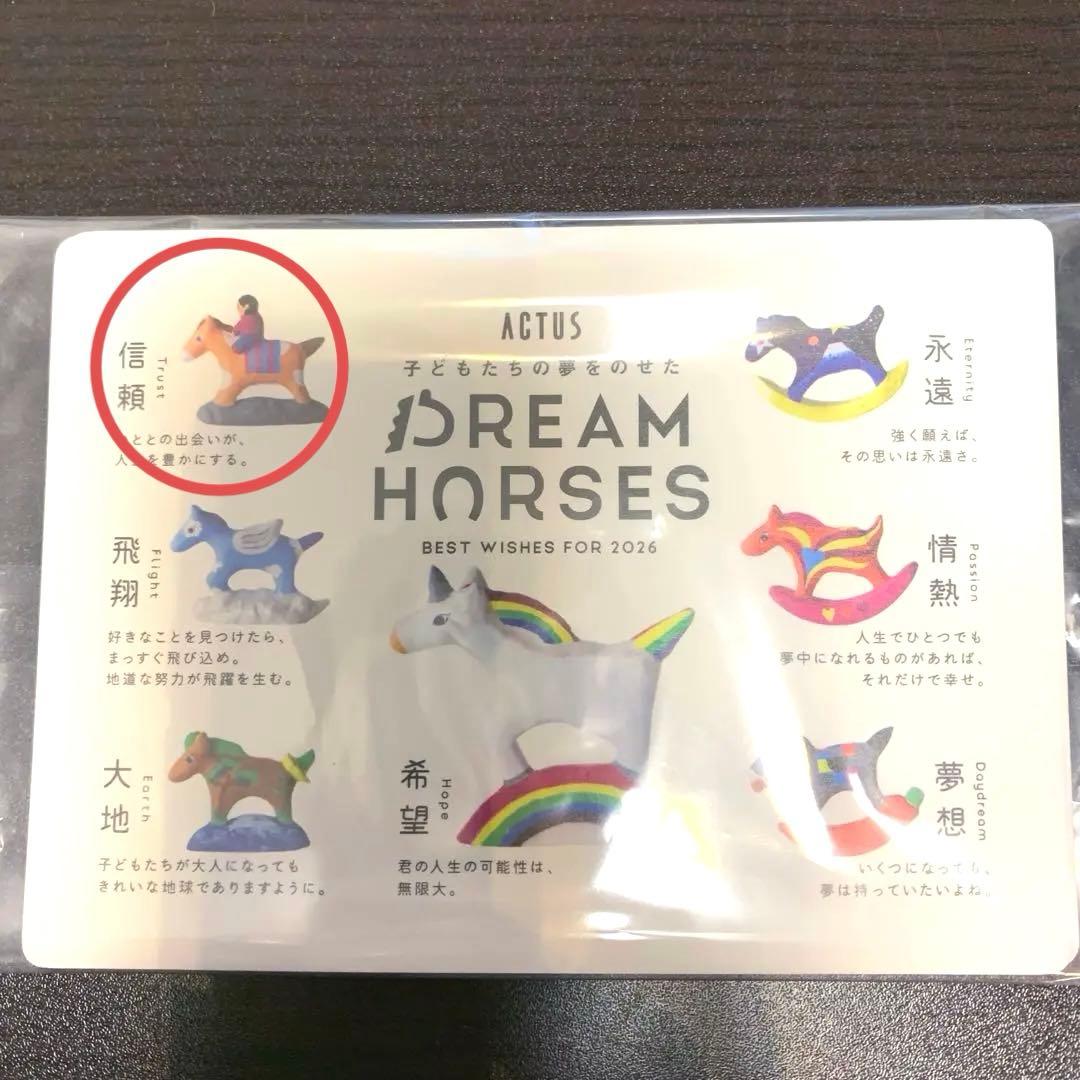 ACTUS
子どもたちの夢をのせた
DREAM
HORSES
BEST WISHES FOR 2026
信頼
Trust
ととの出会いが、
人を豊かにする。
永遠
Eternity
強く願えば、
その思いは永遠さ。
飛翔
Flight
好きなことを見つけたら、
まっすぐ飛び込め。
地道な努力が飛躍を生む。
情熱
Passion
人生でひとつでも
夢中になれるものがあれば、
それだけで幸せ。
大地
Earth
子どもたちが大人になっても
きれいな地球でありますように。
希望
Hope
君の人生の可能性は、
無限大。
夢想
Daydream
いくつになっても、
夢は持っていたいよね。